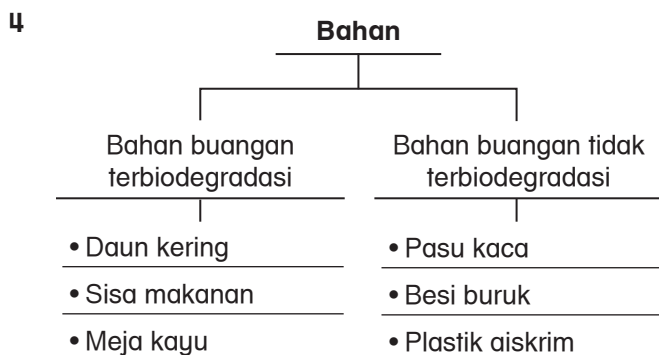 4
Bahan
Bahan buangan
terbiodegradasi
Bahan buangan tidak
terbiodegradasi
• Daun kering
• Sisa makanan
• Meja kayu
• Pasu kaca
• Besi buruk
• Plastik aiskrim